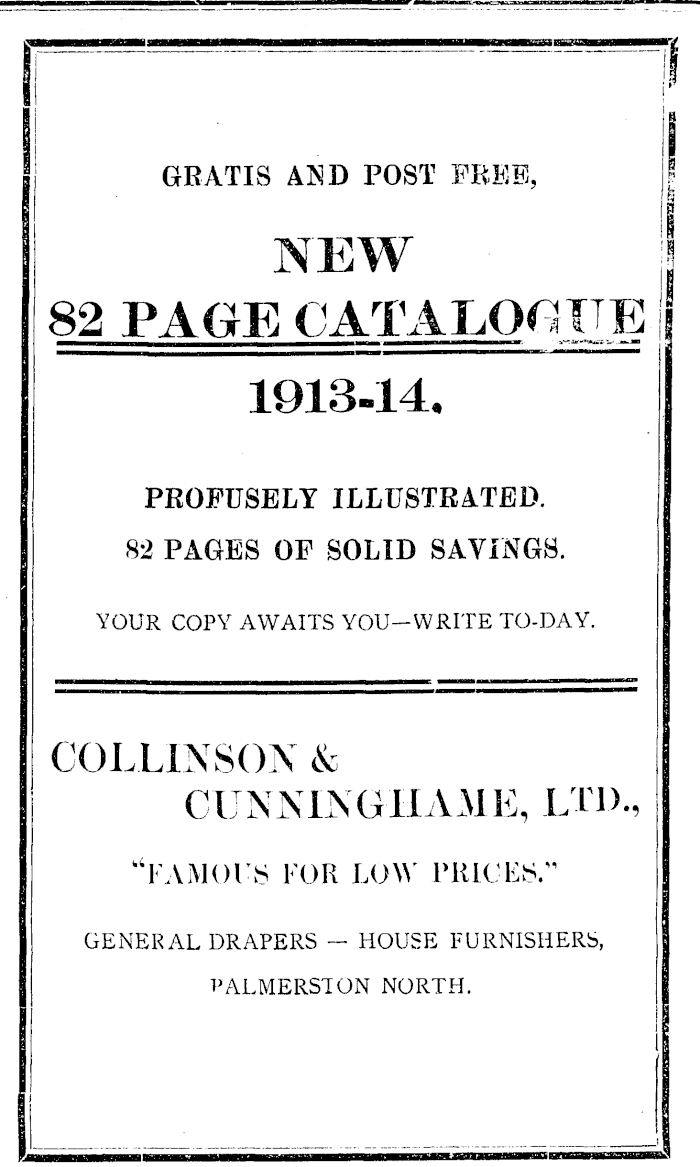 GRATIS AND POST FREE,
NEW
82 PAGE CATALOGUE
1913-14.
PROFUSELY ILLUSTRATED.
82 PAGES OF SOLID SAVINGS.
YOUR COPY AWAITS YOU—WRITE TO-DAY.
COLLINSON &
CUNNINGHAME, LTD.,
"FAMOUS FOR LOW PRICES."
GENERAL DRAPERS — HOUSE FURNISHERS,
PALMERSTON NORTH.